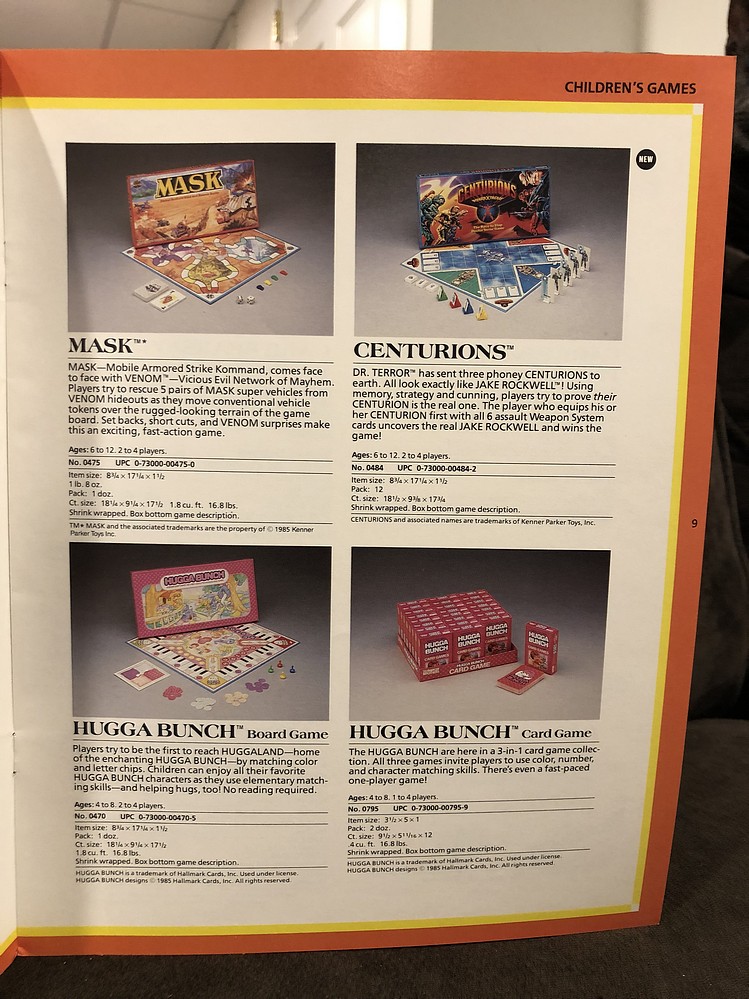 CHILDREN'S GAMES
NEW
MASK
CENTURIONS
MASK™*
MASK—Mobile Armored Strike Kommand, comes face
to face with VENOM™—Vicious Evil Network of Mayhem.
Players try to rescue 5 pairs of MASK super vehicles from
VENOM hideouts as they move conventional vehicle
tokens over the rugged-looking terrain of the game
board. Set backs, short cuts, and VENOM surprises make
this an exciting, fast-action game.
Ages: 6 to 12. 2 to 4 players.
No. 0475 UPC 0-73000-00475-0
Item size: 8¾ × 17¼ × 1½
1 lb. 8 oz.
Pack: 1 doz.
Ct. size: 18¼ × 9¼ × 17½ 1.8 cu. ft. 16.8 lbs.
Shrink wrapped. Box bottom game description.
TM* MASK and the associated trademarks are the property of © 1985 Kenner
Parker Toys Inc.
CENTURIONS™
DR. TERROR™ has sent three phoney CENTURIONS to
earth. All look exactly like JAKE ROCKWELL™! Using
memory, strategy and cunning, players try to prove their
CENTURION is the real one. The player who equips his or
her CENTURION first with all 6 assault Weapon System
cards uncovers the real JAKE ROCKWELL and wins the
game!
Ages: 6 to 12. 2 to 4 players.
No. 0484 UPC 0-73000-00484-2
Item size: 8¾ × 17¼ × 1½
Pack: 12
Ct. size: 18½ × 9⅜ × 17¾
Shrink wrapped. Box bottom game description.
CENTURIONS and associated names are trademarks of Kenner Parker Toys, Inc.
9
HUGGA BUNCH
HUGGA BUNCH
HUGGA BUNCH
HUGGA BUNCH
HUGGA BUNCH
CARD GAME
HUGGA BUNCH™ Board Game
Players try to be the first to reach HUGGALAND—home
of the enchanting HUGGA BUNCH—by matching color
and letter chips. Children can enjoy all their favorite
HUGGA BUNCH characters as they use elementary match-
ing skills—and helping hugs, too! No reading required.
Ages: 4 to 8. 2 to 4 players.
No. 0470 UPC 0-73000-00470-5
Item size: 8¾ × 17¼ × 1½
Pack: 1 doz.
Ct. size: 18¼ × 9¼ × 17½
1.8 cu. ft. 16.8 lbs.
Shrink wrapped. Box bottom game description.
HUGGA BUNCH is a trademark of Hallmark Cards, Inc. Used under license.
HUGGA BUNCH designs © 1985 Hallmark Cards, Inc. All rights reserved.
HUGGA BUNCH™ Card Game
The HUGGA BUNCH are here in a 3-in-1 card game collec-
tion. All three games invite players to use color, number,
and character matching skills. There's even a fast-paced
one-player game!
Ages: 4 to 8. 1 to 4 players.
No. 0795 UPC 0-73000-00795-9
Item size: 3½ × 5 × 1
Pack: 2 doz.
Ct. size: 9½ × 5¹¹/₁₆ × 12
.4 cu. ft. 16.8 lbs.
Shrink wrapped. Box bottom game description.
HUGGA BUNCH is a trademark of Hallmark Cards, Inc. Used under license.
HUGGA BUNCH designs © 1985 Hallmark Cards, Inc. All rights reserved.